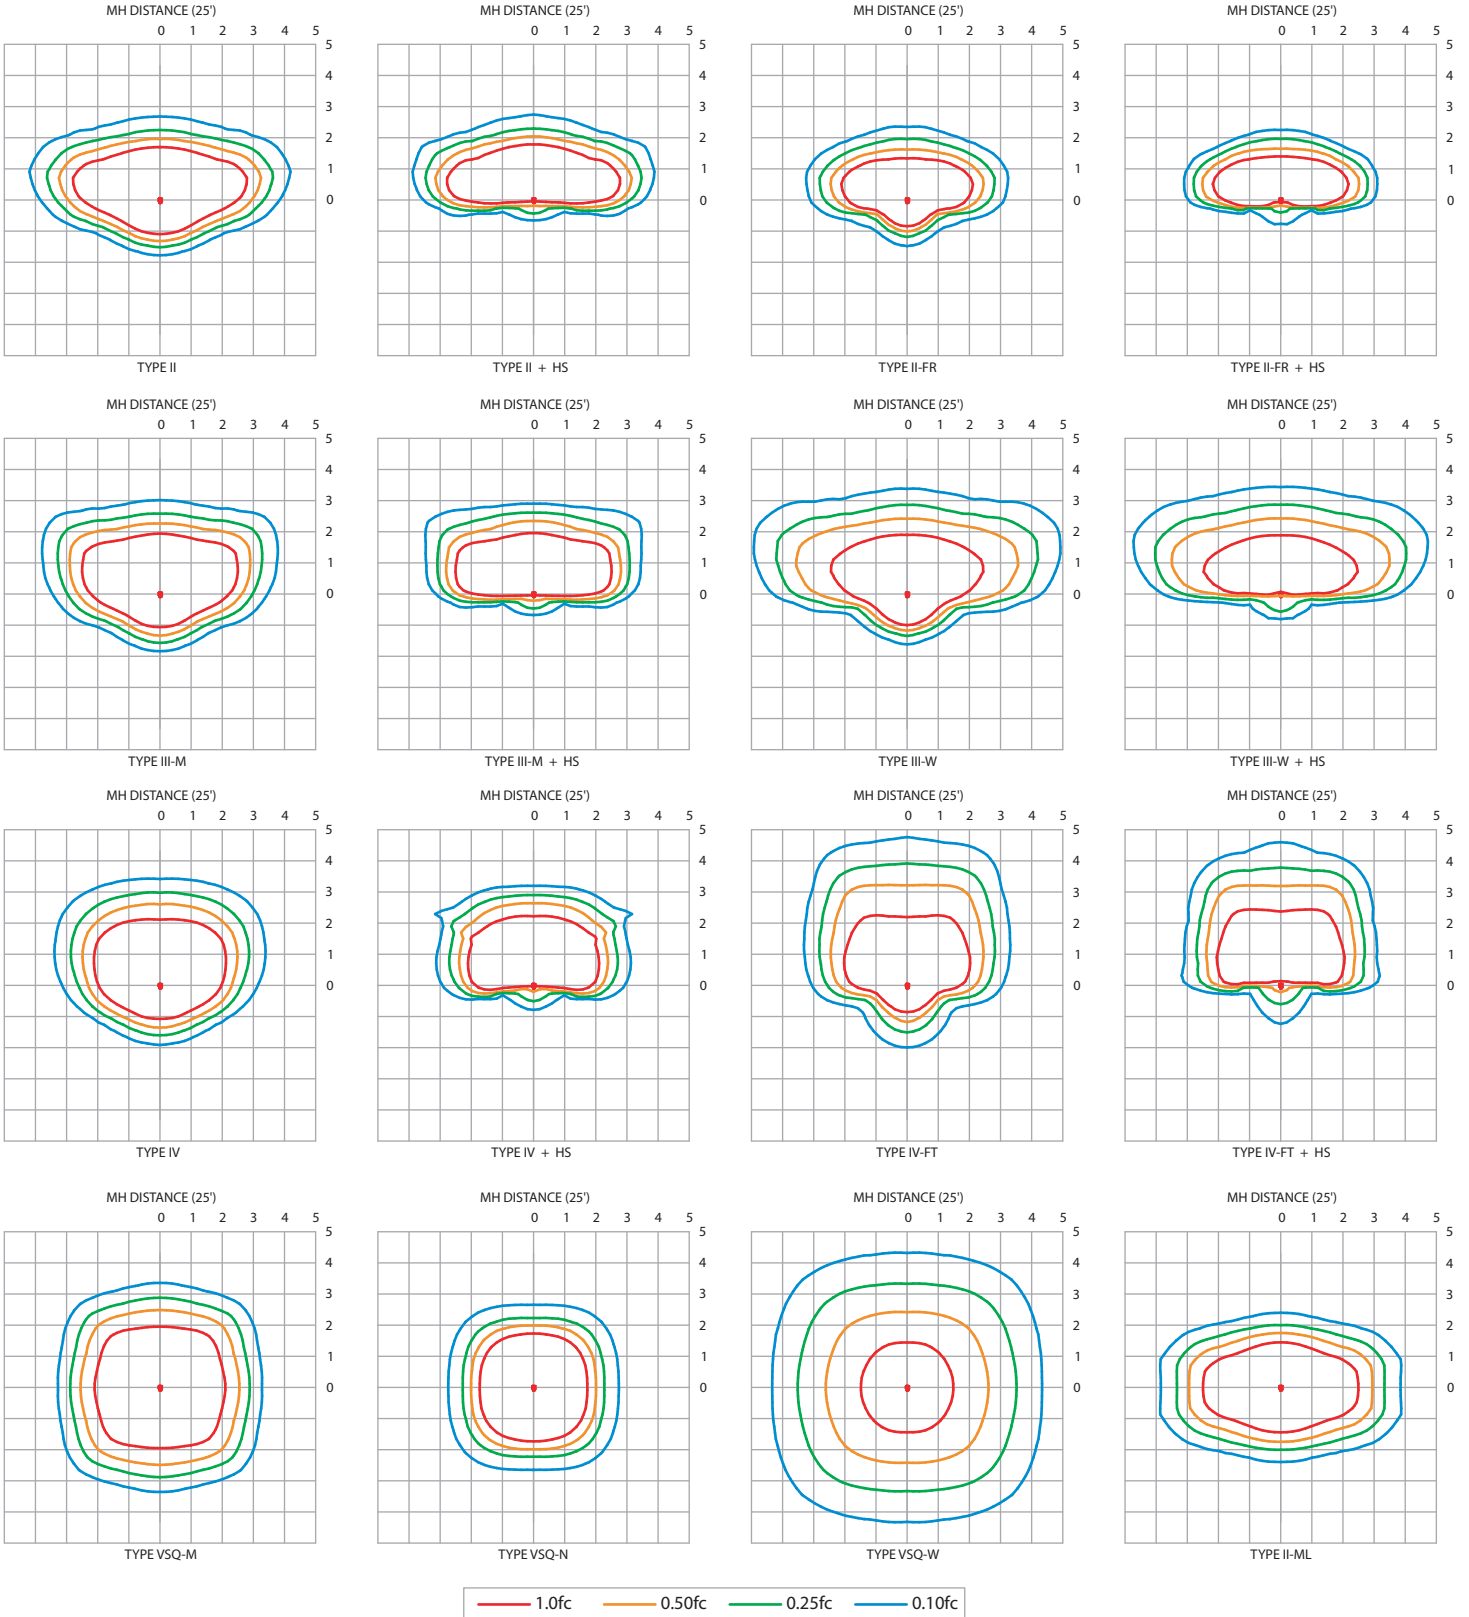 MH DISTANCE (25') MH DISTANCE (25') MH DISTANCE (25') MH DISTANCE (25')
0 1 2 3 4 5 0 1 2 3 4 5 0 1 2 3 4 5 0 1 2 3 4 5
5 5 5 5
4 4 4 4
3 3 3 3
2 2 2 2
1 1 1 1
0 0 0 0
TYPE II TYPE II + HS TYPE II-FR TYPE II-FR + HS
MH DISTANCE (25') MH DISTANCE (25') MH DISTANCE (25') MH DISTANCE (25')
0 1 2 3 4 5 0 1 2 3 4 5 0 1 2 3 4 5 0 1 2 3 4 5
5 5 5 5
4 4 4 4
3 3 3 3
2 2 2 2
1 1 1 1
0 0 0 0
TYPE III-M TYPE III-M + HS TYPE III-W TYPE III-W + HS
MH DISTANCE (25') MH DISTANCE (25') MH DISTANCE (25') MH DISTANCE (25')
0 1 2 3 4 5 0 1 2 3 4 5 0 1 2 3 4 5 0 1 2 3 4 5
5 5 5 5
4 4 4 4
3 3 3 3
2 2 2 2
1 1 1 1
0 0 0 0
TYPE IV TYPE IV + HS TYPE IV-FT TYPE IV-FT + HS
MH DISTANCE (25') MH DISTANCE (25') MH DISTANCE (25') MH DISTANCE (25')
0 1 2 3 4 5 0 1 2 3 4 5 0 1 2 3 4 5 0 1 2 3 4 5
5 5 5 5
4 4 4 4
3 3 3 3
2 2 2 2
1 1 1 1
0 0 0 0
TYPE VSQ-M TYPE VSQ-N TYPE VSQ-W TYPE II-ML
1.0fc 0.50fc 0.25fc 0.10fc